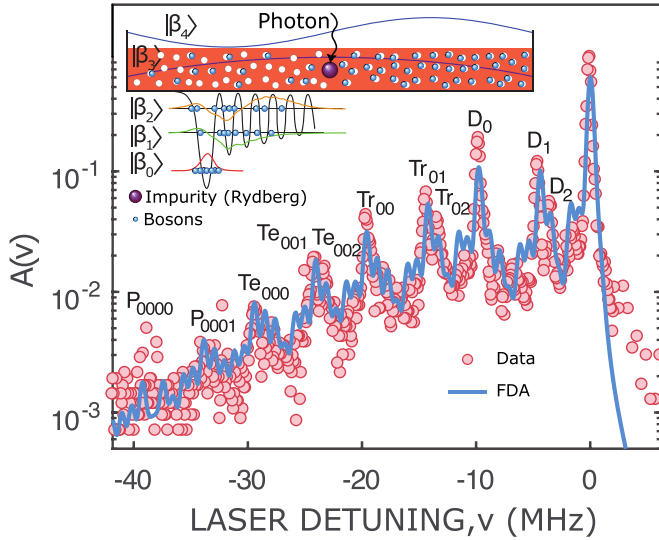 |β₄⟩
Photon
|β₃⟩
|β₂⟩
|β₁⟩
|β₀⟩
Impurity (Rydberg)
Bosons
D₀
D₁
D₂
Tr₀₁
Tr₀₂
Tr₀₀
Te₀₀₁
Te₀₀₂
Te₀₀₀
P₀₀₀₀
P₀₀₀₁
A(v)
10⁻¹
10⁻²
10⁻³
Data
FDA
-40 -30 -20 -10 0
LASER DETUNING,v (MHz)